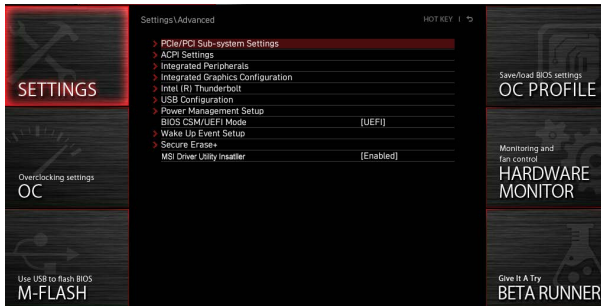 SETTINGS
Overclocking settings
OC
Use USB to flash BIOS
M-FLASH
Settings\Advanced
HOT KEY |
PCIe/PCI Sub-system Settings
ACPI Settings
Integrated Peripherals
Integrated Graphics Configuration
Intel (R) Thunderbolt
USB Configuration
Power Management Setup
BIOS CSM/UEFI Mode [UEFI]
Wake Up Event Setup
Secure Erase+
MSI Driver Utility Insatller [Enabled]
Save/load BIOS settings
OC PROFILE
Monitoring and
fan control
HARDWARE
MONITOR
Give It A Try
BETA RUNNER